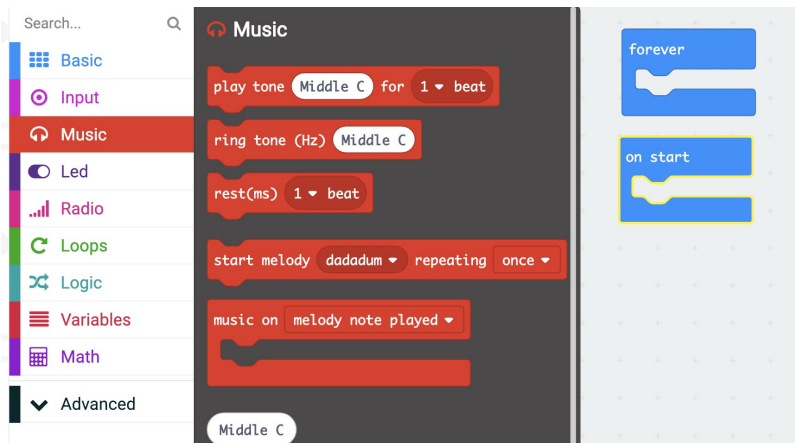 Search...
Basic
Input
Music
Led
Radio
Loops
Logic
Variables
Math
Advanced
Music
play tone Middle C for 1 beat
ring tone (Hz) Middle C
rest(ms) 1 beat
start melody dadadum repeating once
music on melody note played
Middle C
forever
on start